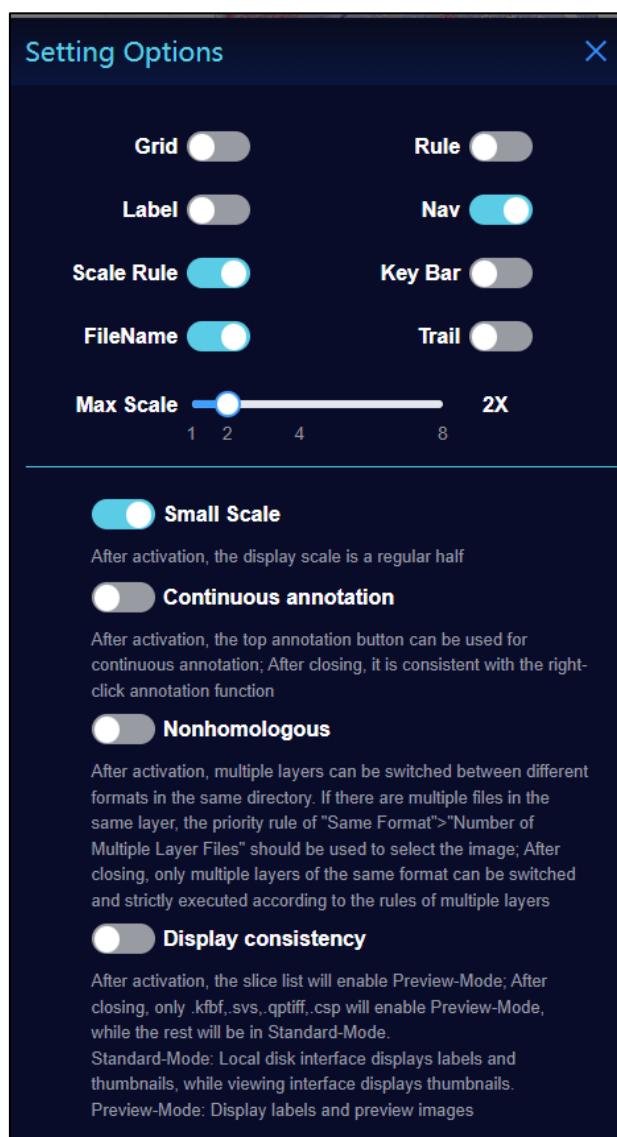 Setting Options
Grid Rule
Label Nav
Scale Rule Key Bar
FileName Trail
Max Scale 2X
1 2 4 8
Small Scale
After activation, the display scale is a regular half
Continuous annotation
After activation, the top annotation button can be used for
continuous annotation; After closing, it is consistent with the right-
click annotation function
Nonhomologous
After activation, multiple layers can be switched between different
formats in the same directory. If there are multiple files in the
same layer, the priority rule of "Same Format">"Number of
Multiple Layer Files" should be used to select the image; After
closing, only multiple layers of the same format can be switched
and strictly executed according to the rules of multiple layers
Display consistency
After activation, the slice list will enable Preview-Mode; After
closing, only .kfbf,.svs,.qptiff,.csp will enable Preview-Mode,
while the rest will be in Standard-Mode.
Standard-Mode: Local disk interface displays labels and
thumbnails, while viewing interface displays thumbnails.
Preview-Mode: Display labels and preview images